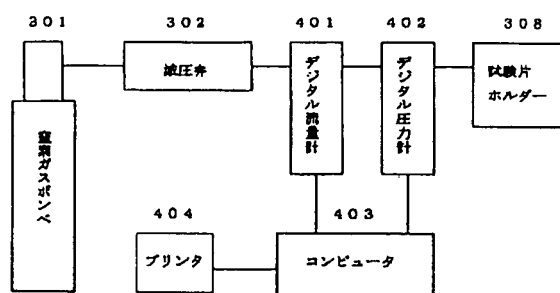 301 302 401 402 308
減圧弁
デジタル流量計
デジタル圧力計
試験片
ホルダー
窒素ガスボンベ
404 403
プリンタ
コンピュータ